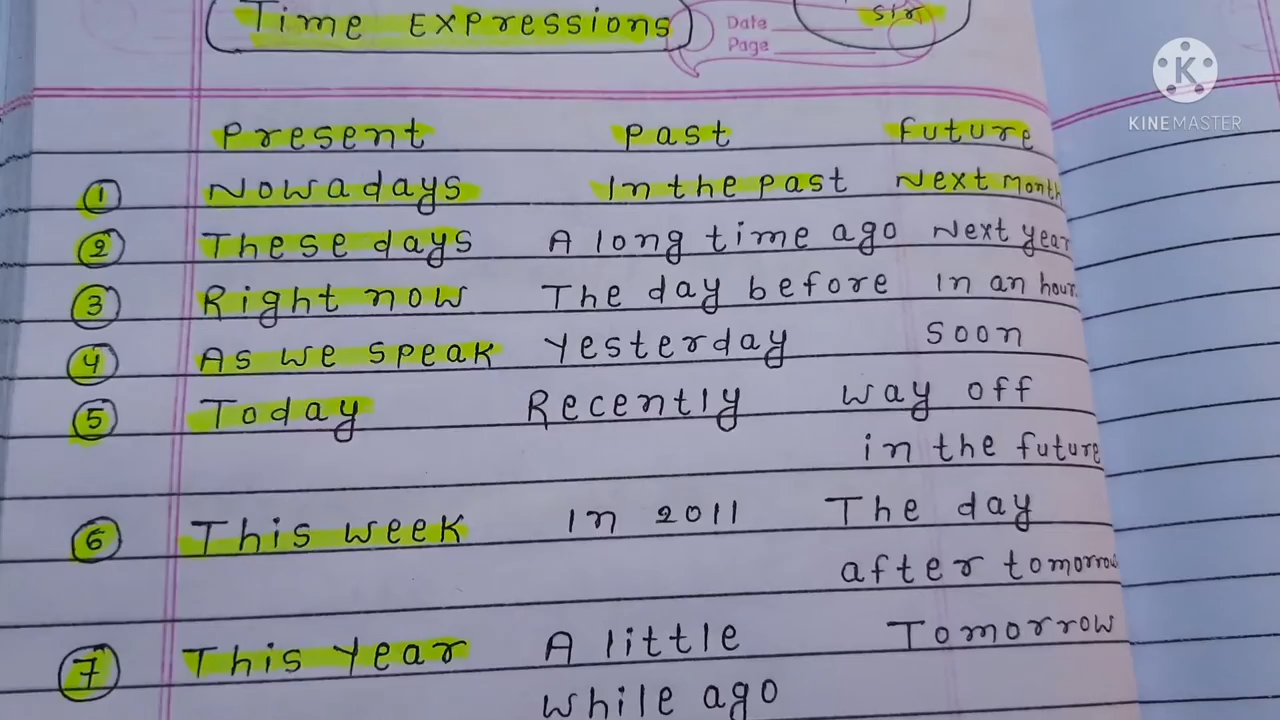 Time Expressions
sir
Date
Page
K
KINEMASTER
Present Past Future
1 Nowadays In the past Next Month
2 These days A long time ago Next year
3 Right now The day before In an hour
4 As we speak Yesterday Soon
5 Today Recently way off
in the future
6 This week In 2011 The day
after tomorrow
7 This year A little Tomorrow
while ago